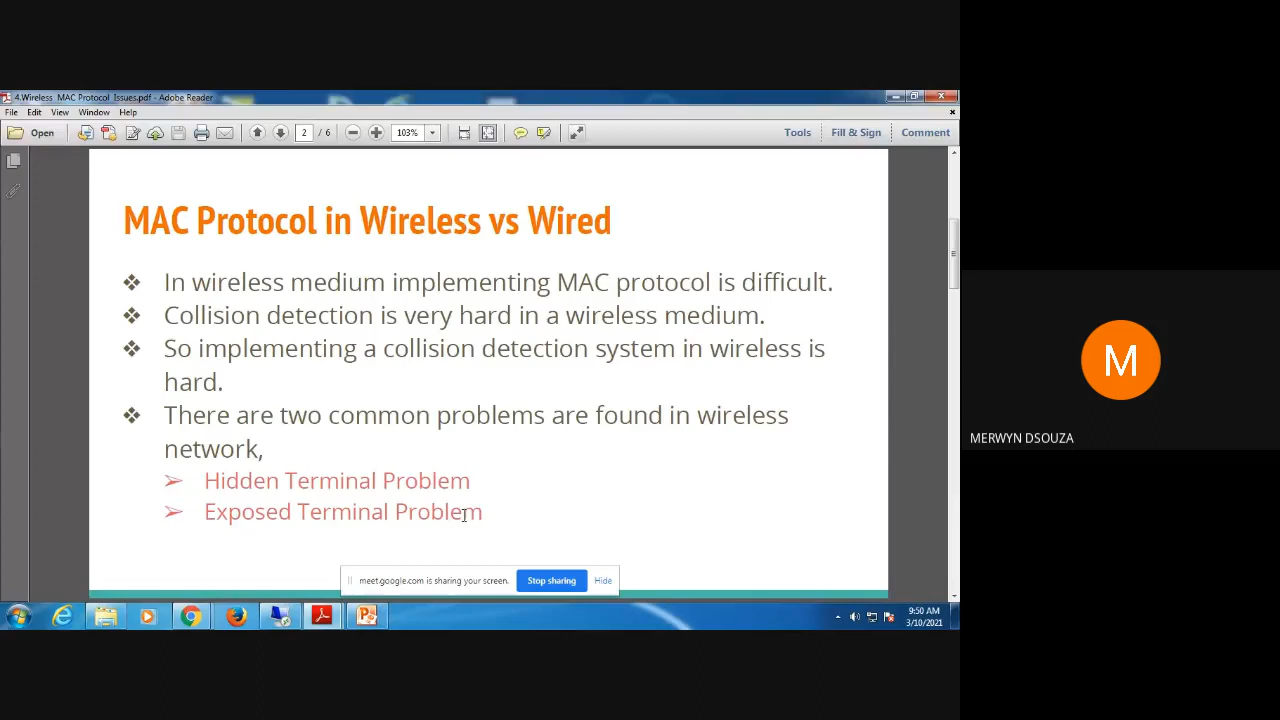 4.Wireless MAC Protocol Issues.pdf - Adobe Reader
File Edit View Window Help
Open 2 / 6 103% Tools Fill & Sign Comment
MAC Protocol in Wireless vs Wired
❖ In wireless medium implementing MAC protocol is difficult.
❖ Collision detection is very hard in a wireless medium.
❖ So implementing a collision detection system in wireless is
hard.
❖ There are two common problems are found in wireless
network,
➢ Hidden Terminal Problem
➢ Exposed Terminal Problem
meet.google.com is sharing your screen. Stop sharing Hide
9:50 AM
3/10/2021
M
MERWYN DSOUZA